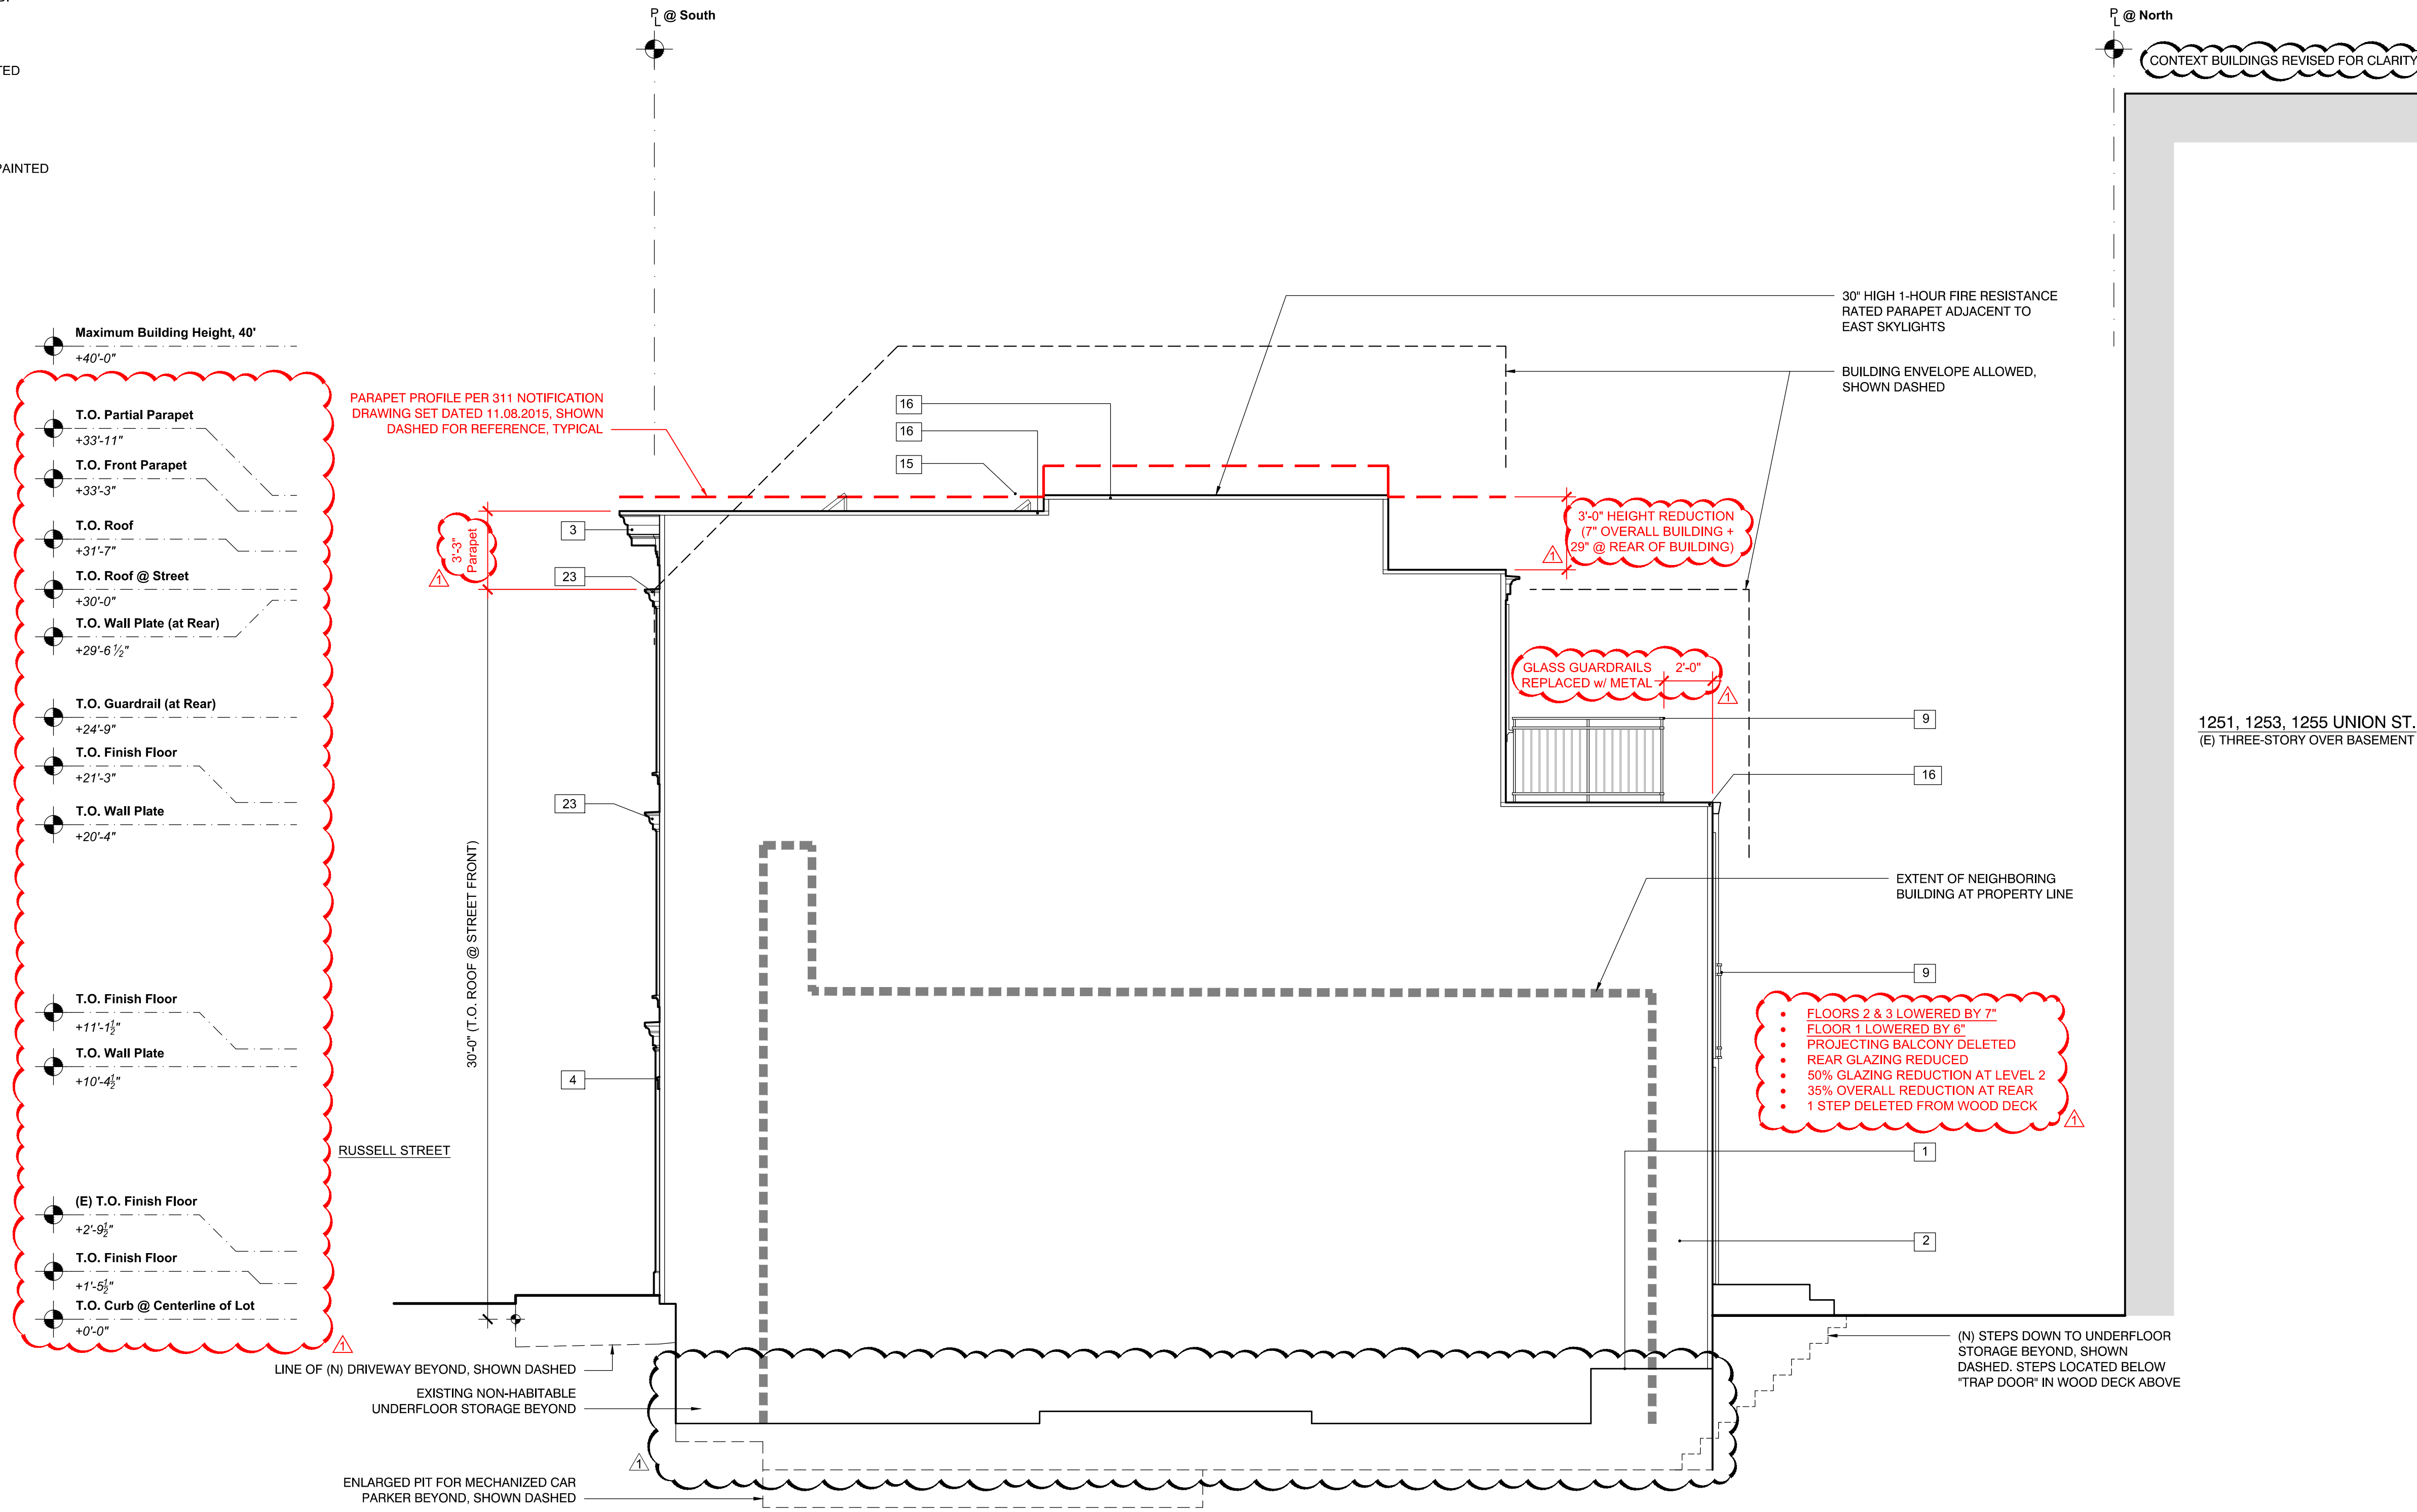 P
L @ South
P
L @ North
CONTEXT BUILDINGS REVISED FOR CLARITY
PAINTED
Maximum Building Height, 40'
+40'-0"
T.O. Partial Parapet
+33'-11"
T.O. Front Parapet
+33'-3"
T.O. Roof
+31'-7"
T.O. Roof @ Street
+30'-0"
T.O. Wall Plate (at Rear)
+29'-6 ½"
T.O. Guardrail (at Rear)
+24'-9"
T.O. Finish Floor
+21'-3"
T.O. Wall Plate
+20'-4"
T.O. Finish Floor
+11'-1½"
T.O. Wall Plate
+10'-4½"
(E) T.O. Finish Floor
+2'-9½"
T.O. Finish Floor
+1'-5½"
T.O. Curb @ Centerline of Lot
+0'-0"
1
PARAPET PROFILE PER 311 NOTIFICATION
DRAWING SET DATED 11.08.2015, SHOWN
DASHED FOR REFERENCE, TYPICAL
3'-3"
Parapet
1
30'-0" (T.O. ROOF @ STREET FRONT)
RUSSELL STREET
16
16
15
3
23
23
4
30" HIGH 1-HOUR FIRE RESISTANCE
RATED PARAPET ADJACENT TO
EAST SKYLIGHTS
BUILDING ENVELOPE ALLOWED,
SHOWN DASHED
3'-0" HEIGHT REDUCTION
(7" OVERALL BUILDING +
29" @ REAR OF BUILDING)
1
GLASS GUARDRAILS
REPLACED w/ METAL
2'-0"
1
9
16
1251, 1253, 1255 UNION ST.
(E) THREE-STORY OVER BASEMENT
EXTENT OF NEIGHBORING
BUILDING AT PROPERTY LINE
9
• FLOORS 2 & 3 LOWERED BY 7"
• FLOOR 1 LOWERED BY 6"
• PROJECTING BALCONY DELETED
• REAR GLAZING REDUCED
• 50% GLAZING REDUCTION AT LEVEL 2
• 35% OVERALL REDUCTION AT REAR
• 1 STEP DELETED FROM WOOD DECK
1
1
2
LINE OF (N) DRIVEWAY BEYOND, SHOWN DASHED
EXISTING NON-HABITABLE
UNDERFLOOR STORAGE BEYOND
1
ENLARGED PIT FOR MECHANIZED CAR
PARKER BEYOND, SHOWN DASHED
(N) STEPS DOWN TO UNDERFLOOR
STORAGE BEYOND, SHOWN
DASHED. STEPS LOCATED BELOW
"TRAP DOOR" IN WOOD DECK ABOVE